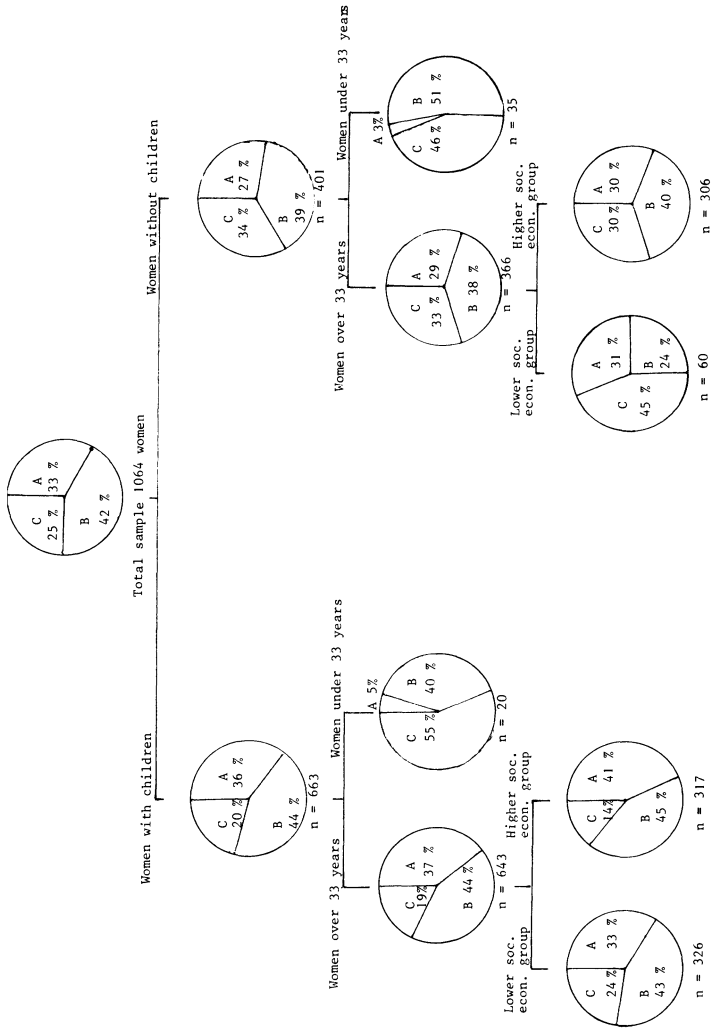 A
33 %
C
25 %
B
42 %
Total sample 1064 women
Women with children
Women without children
A
36 %
C
20 %
B
44 %
n = 663
A
27 %
C
34 %
B
39 %
n = 401
Women over 33 years
Women under 33 years
Women over 33 years
Women under 33 years
A
37 %
C
19%
B 44 %
n = 643
A 5%
B
40 %
C
55 %
n = 20
A
29 %
C
33 %
B 38 %
n = 366
A 3%
B
51 %
C
46 %
n = 35
Lower soc.
econ. group
Higher soc.
econ. group
Lower soc.
econ. group
Higher soc.
econ. group
A
33 %
C
24 %
B
43 %
n = 326
A
41 %
C
14%
B
45 %
n = 317
A
31 %
B
24 %
C
45 %
n = 60
A
30 %
C
30%
B
40 %
n = 306